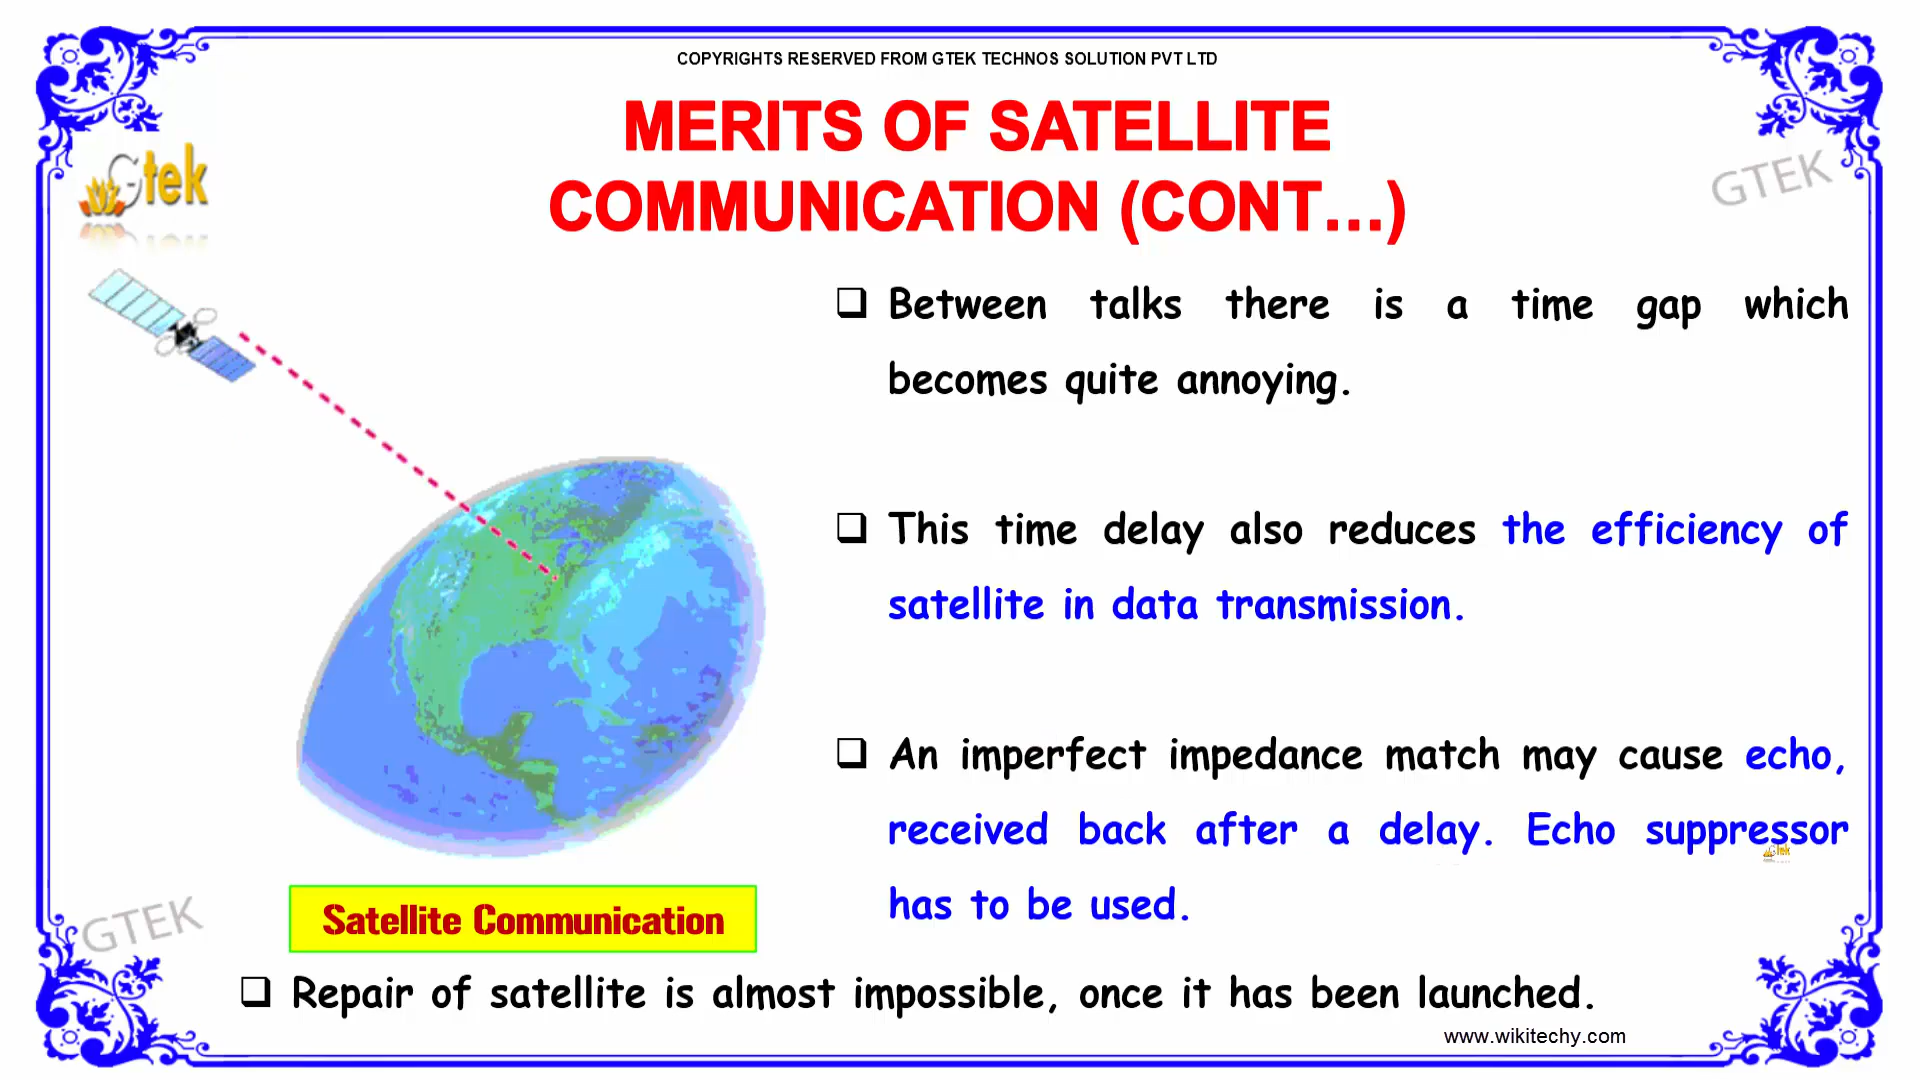 COPYRIGHTS RESERVED FROM GTEK TECHNOS SOLUTION PVT LTD
MERITS OF SATELLITE
COMMUNICATION (CONT...)
Gtek
GTEK
❑ Between talks there is a time gap which
becomes quite annoying.
❑ This time delay also reduces the efficiency of
satellite in data transmission.
❑ An imperfect impedance match may cause echo,
received back after a delay. Echo suppressor
Gtek
has to be used.
GTEK
Satellite Communication
❑ Repair of satellite is almost impossible, once it has been launched.
www.wikitechy.com